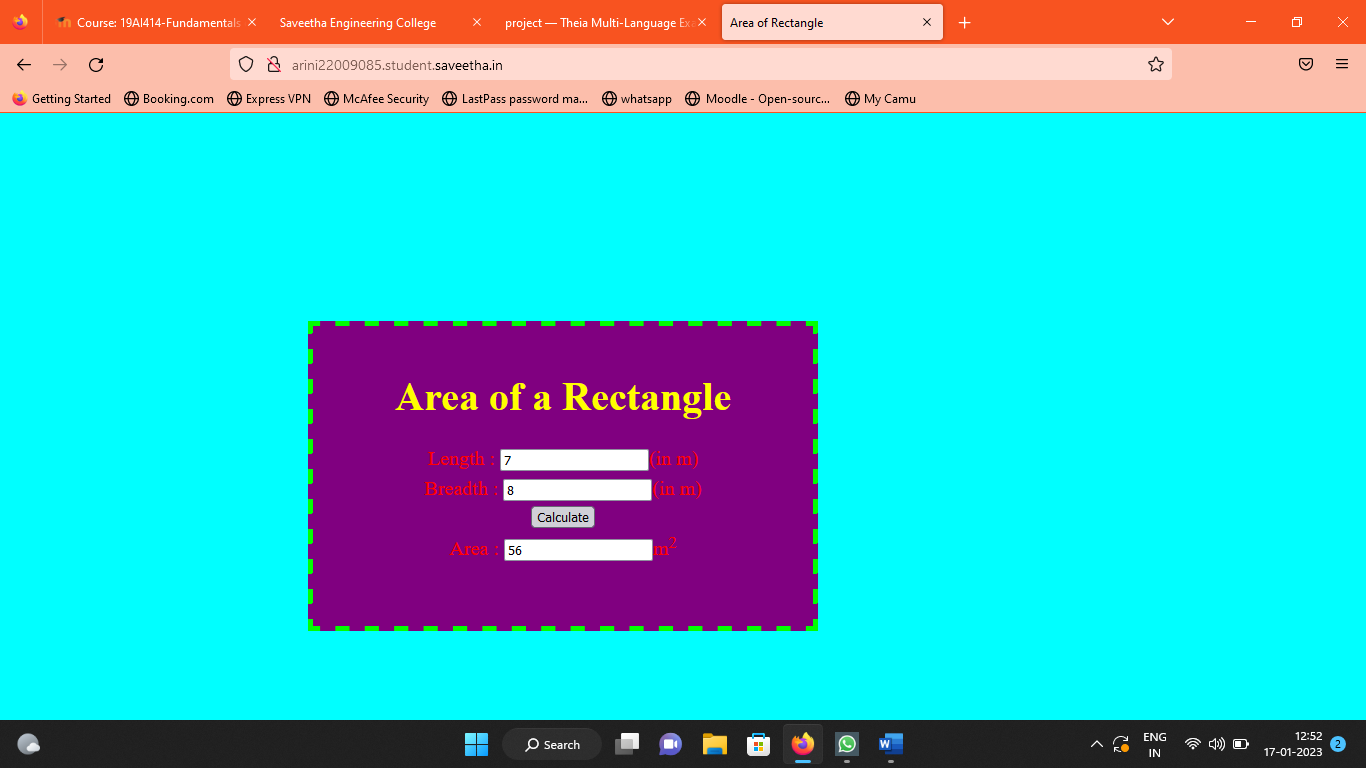 Course: 19AI414-Fundamentals
Saveetha Engineering College
project — Theia Multi-Language Exa
Area of Rectangle
arini22009085.student.saveetha.in
Getting Started
Booking.com
Express VPN
McAfee Security
LastPass password ma...
whatsapp
Moodle - Open-sourc...
My Camu
Area of a Rectangle
Length : 7 (in m)
Breadth : 8 (in m)
Calculate
Area : 56 m²
Search
ENG
IN
12:52
17-01-2023
2